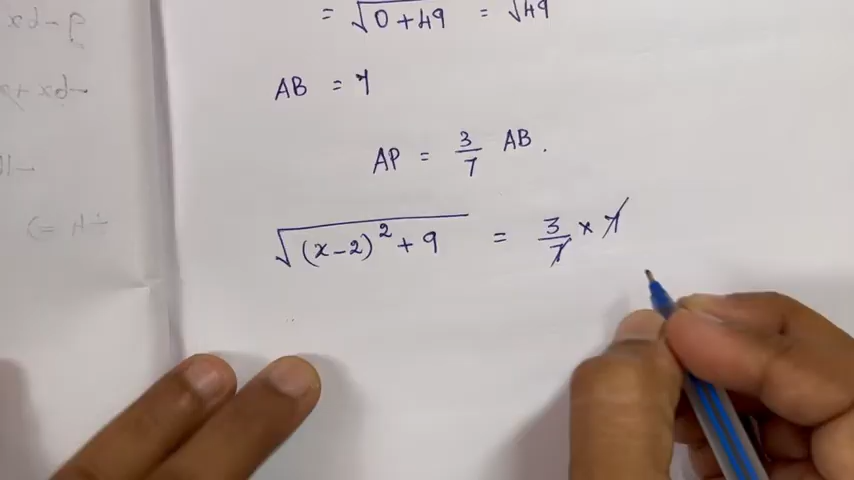 = √0+49 = √49
AB = 7
AP = 3/7 AB.
√(x-2)²+9 = 3/7 × 7